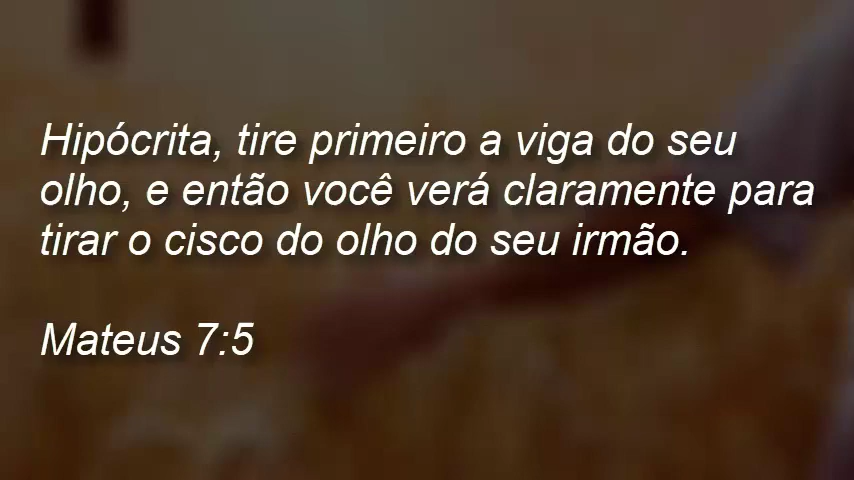 Hipócrita, tire primeiro a viga do seu
olho, e então você verá claramente para
tirar o cisco do olho do seu irmão.
Mateus 7:5